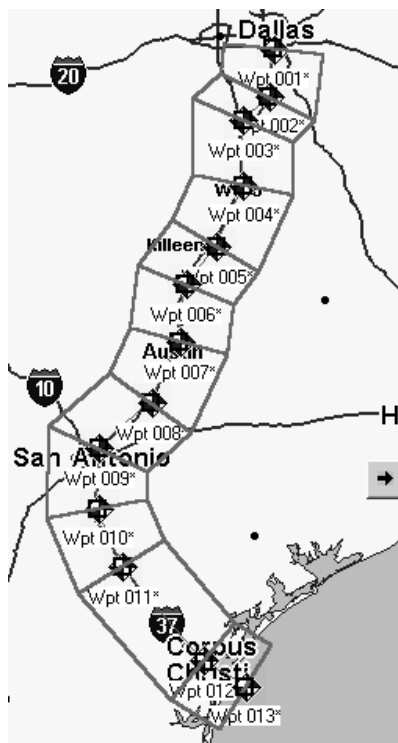 Dallas
20
Wpt 001*
Wpt 002*
Wpt 003*
Wpt 004*
Killeen
Wpt 005*
Wpt 006*
Austin
Wpt 007*
10
H
Wpt 008*
San Antonio
Wpt 009*
Wpt 010*
Wpt 011*
37
Corpus
Christi
Wpt 012
Wpt 013*